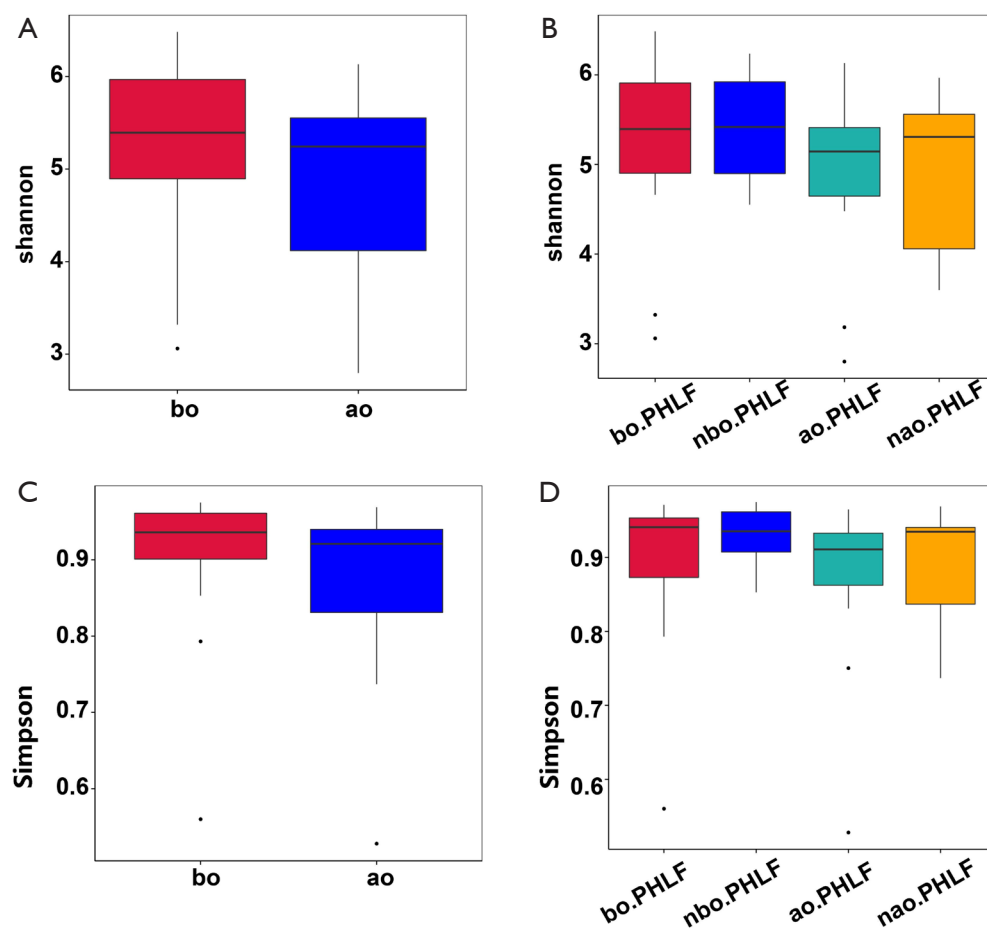 A
shannon
6
5
4
3
bo ao
B
shannon
6
5
4
3
bo.PHLF nbo.PHLF ao.PHLF nao.PHLF
C
Simpson
0.9
0.8
0.7
0.6
bo ao
D
Simpson
0.9
0.8
0.7
0.6
bo.PHLF nbo.PHLF ao.PHLF nao.PHLF